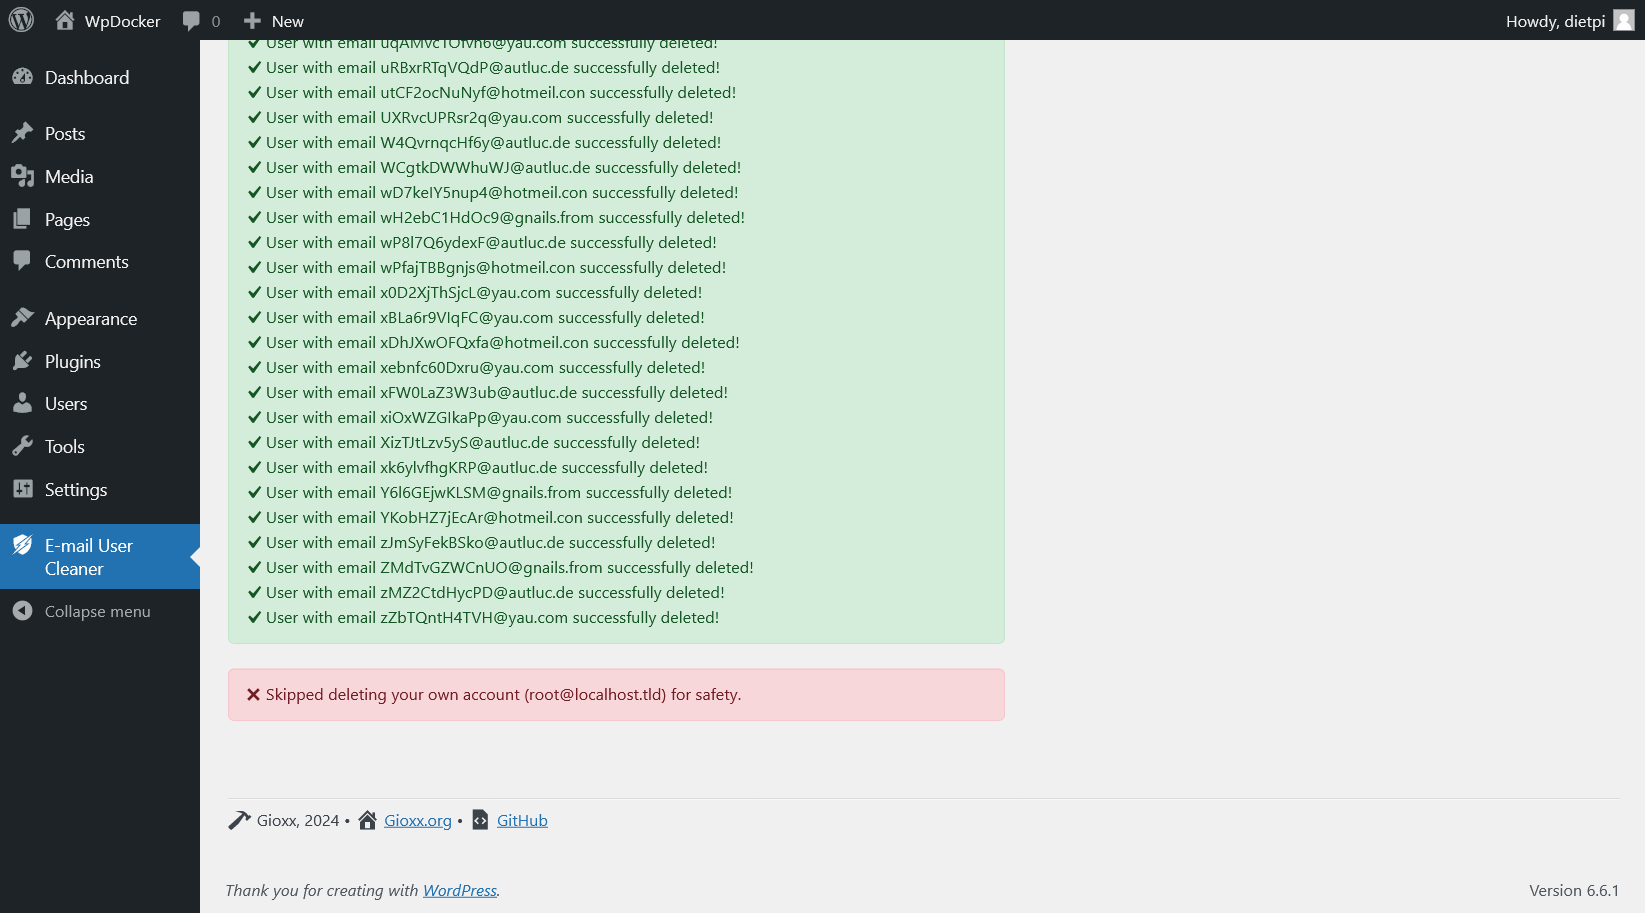 WpDocker
0
New
Howdy, dietpi
Dashboard
Posts
Media
Pages
Comments
Appearance
Plugins
Users
Tools
Settings
E-mail User
Cleaner
Collapse menu
User with email uqAMvcTOfvh6@yau.com successfully deleted!
User with email uRBxrRTqVQdP@autluc.de successfully deleted!
User with email utCF2ocNuNyf@hotmeil.con successfully deleted!
User with email UXRvcUPRsr2q@yau.com successfully deleted!
User with email W4QvrnqcHf6y@autluc.de successfully deleted!
User with email WCgtkDWWhuWJ@autluc.de successfully deleted!
User with email wD7keIY5nup4@hotmeil.con successfully deleted!
User with email wH2ebC1HdOc9@gnails.from successfully deleted!
User with email wP8l7Q6ydexF@autluc.de successfully deleted!
User with email wPfajTBBgnjs@hotmeil.con successfully deleted!
User with email x0D2XjThSjcL@yau.com successfully deleted!
User with email xBLa6r9VIqFC@yau.com successfully deleted!
User with email xDhJXwOFQxfa@hotmeil.con successfully deleted!
User with email xebnfc60Dxru@yau.com successfully deleted!
User with email xFW0LaZ3W3ub@autluc.de successfully deleted!
User with email xiOxWZGIkaPp@yau.com successfully deleted!
User with email XizTJtLzv5yS@autluc.de successfully deleted!
User with email xk6ylvfhgKRP@autluc.de successfully deleted!
User with email Y6l6GEjwKLSM@gnails.from successfully deleted!
User with email YKobHZ7jEcAr@hotmeil.con successfully deleted!
User with email zJmSyFekBSko@autluc.de successfully deleted!
User with email ZMdTvGZWCnUO@gnails.from successfully deleted!
User with email zMZ2CtdHycPD@autluc.de successfully deleted!
User with email zZbTQntH4TVH@yau.com successfully deleted!
Skipped deleting your own account (root@localhost.tld) for safety.
Gioxx, 2024 • Gioxx.org • GitHub
Thank you for creating with WordPress.
Version 6.6.1